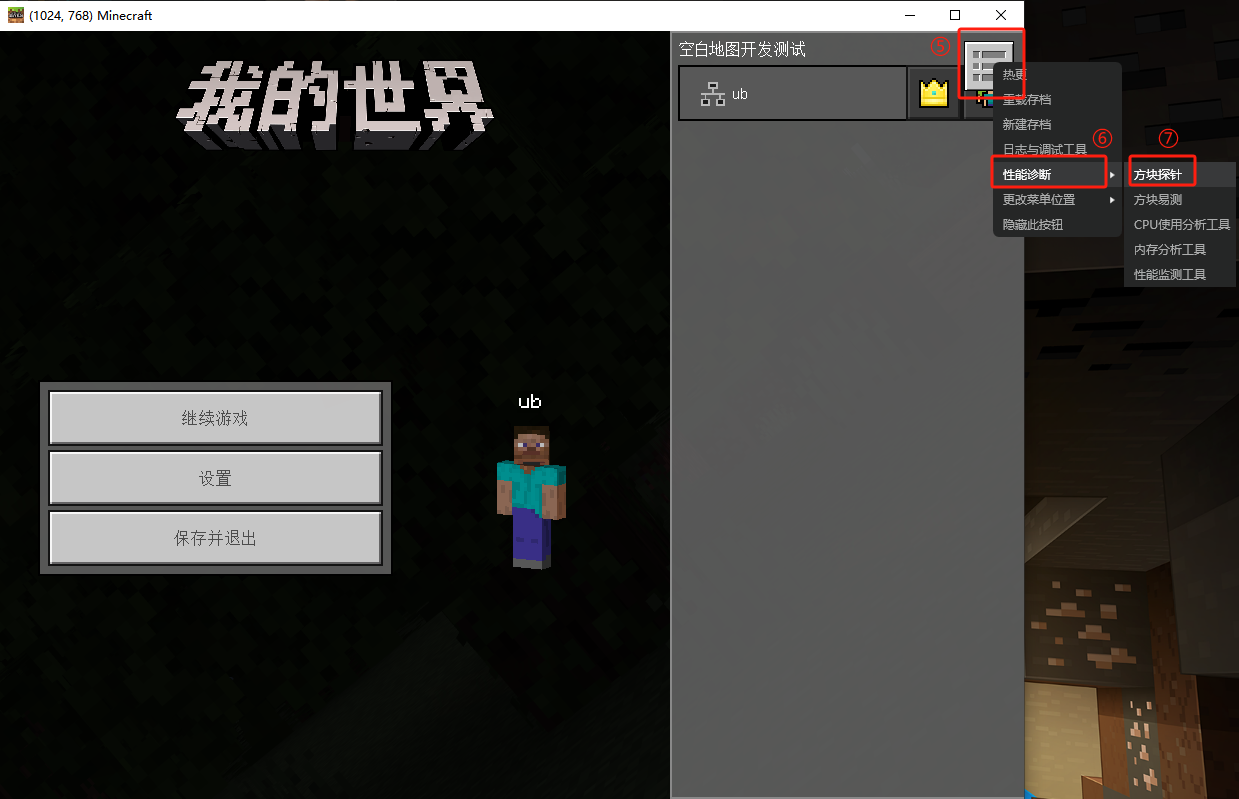 (1024, 768) Minecraft
我的世界
空白地图开发测试
⑤
ub
热更
重载存档
新建存档
日志与调试工具
⑥
⑦
性能诊断
方块探针
更改菜单位置
方块易测
隐藏此按钮
CPU使用分析工具
内存分析工具
性能监测工具
ub
继续游戏
设置
保存并退出